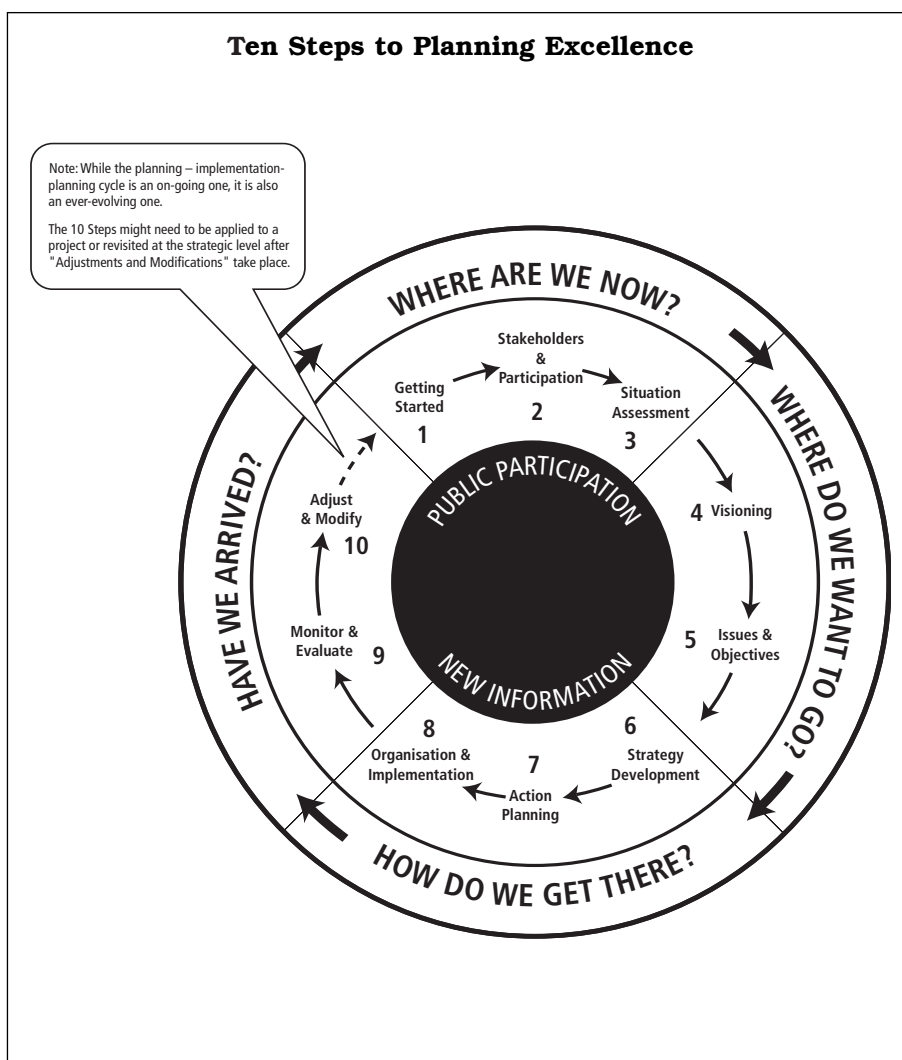 Ten Steps to Planning Excellence
Note: While the planning – implementation-
planning cycle is an on-going one, it is also
an ever-evolving one.
The 10 Steps might need to be applied to a
project or revisited at the strategic level after
"Adjustments and Modifications" take place.
WHERE ARE WE NOW?
WHERE DO WE WANT TO GO?
HOW DO WE GET THERE?
HAVE WE ARRIVED?
Getting
Started
1
Stakeholders
&
Participation
2
Situation
Assessment
3
4 Visioning
5 Issues &
Objectives
6
Strategy
Development
7
Action
Planning
8
Organisation &
Implementation
Monitor &
Evaluate 9
Adjust
& Modify
10
PUBLIC PARTICIPATION
NEW INFORMATION